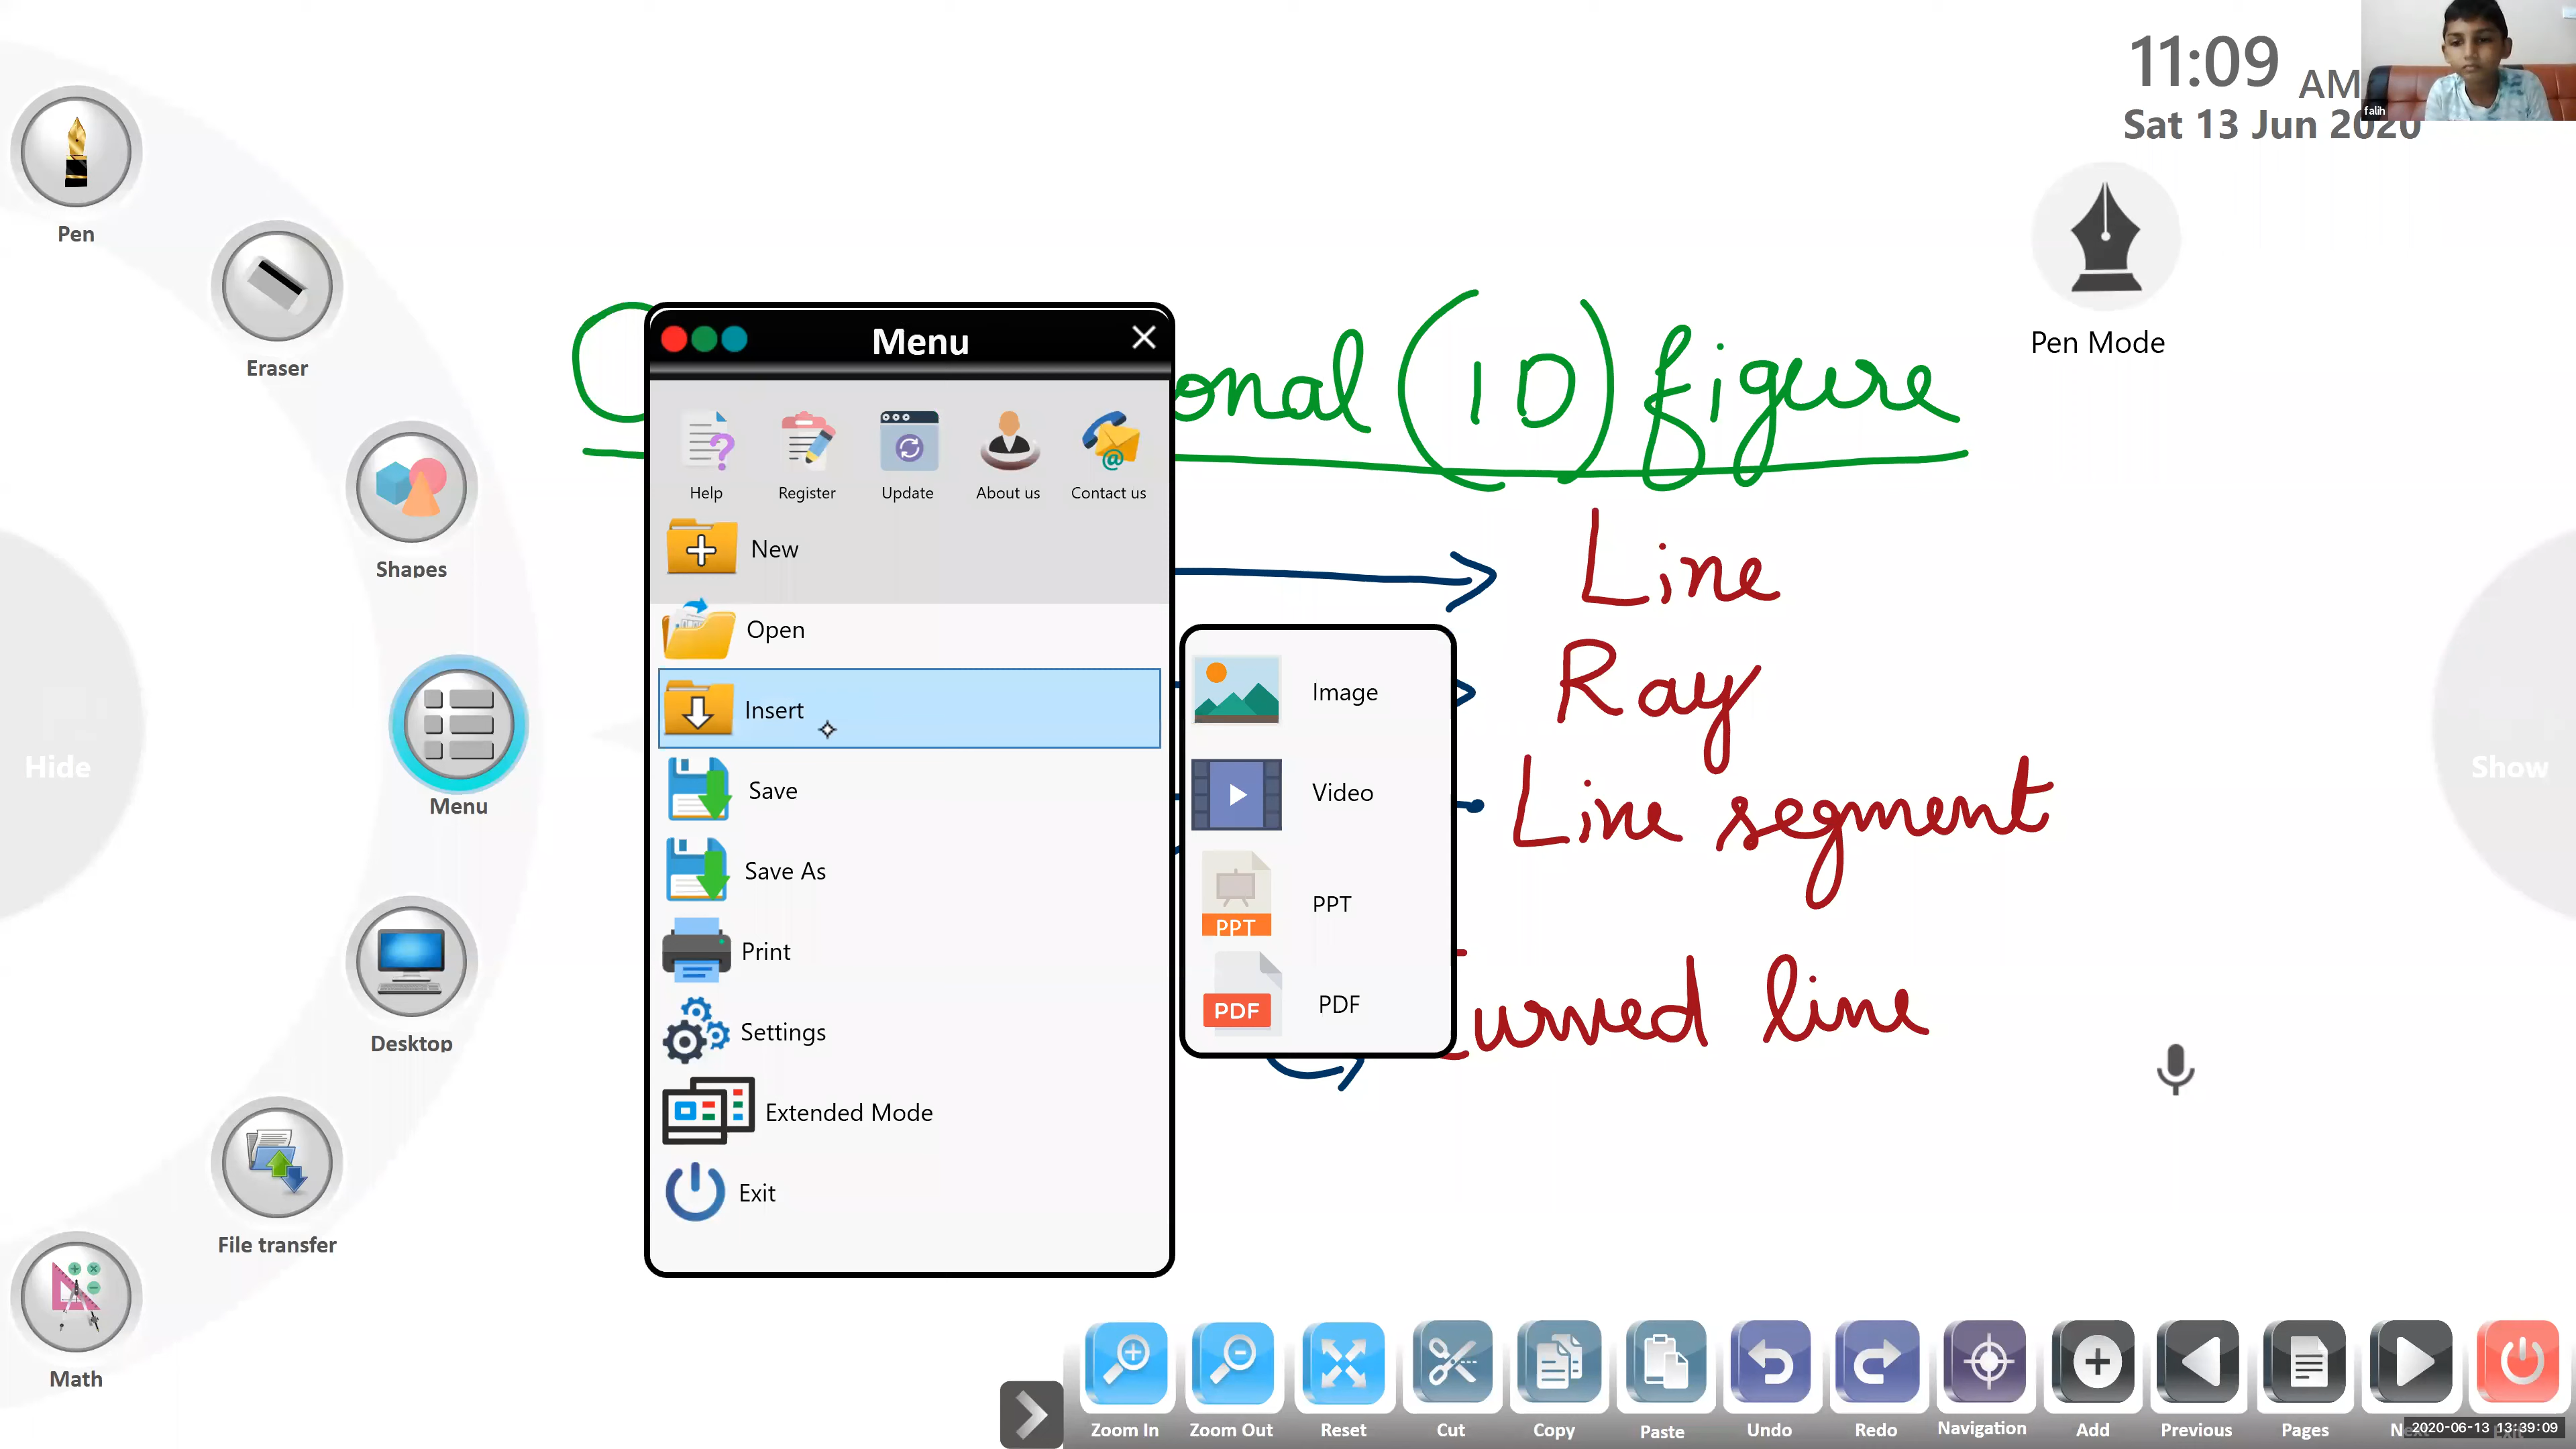 11:09 AM
falih
Sat 13 Jun 2020
Pen
Eraser
Shapes
Menu
Desktop
File transfer
Math
Hide
Show
Pen Mode
Menu
Help Register Update About us Contact us
New
Open
Insert
Save
Save As
Print
Settings
Extended Mode
Exit
Image
Video
PPT
PPT
PDF
PDF
onal (1D) figure
Line
Ray
Line segment
Curved line
Zoom In Zoom Out Reset Cut Copy Paste Undo Redo Navigation Add Previous Pages
2020-06-13 13:39:09